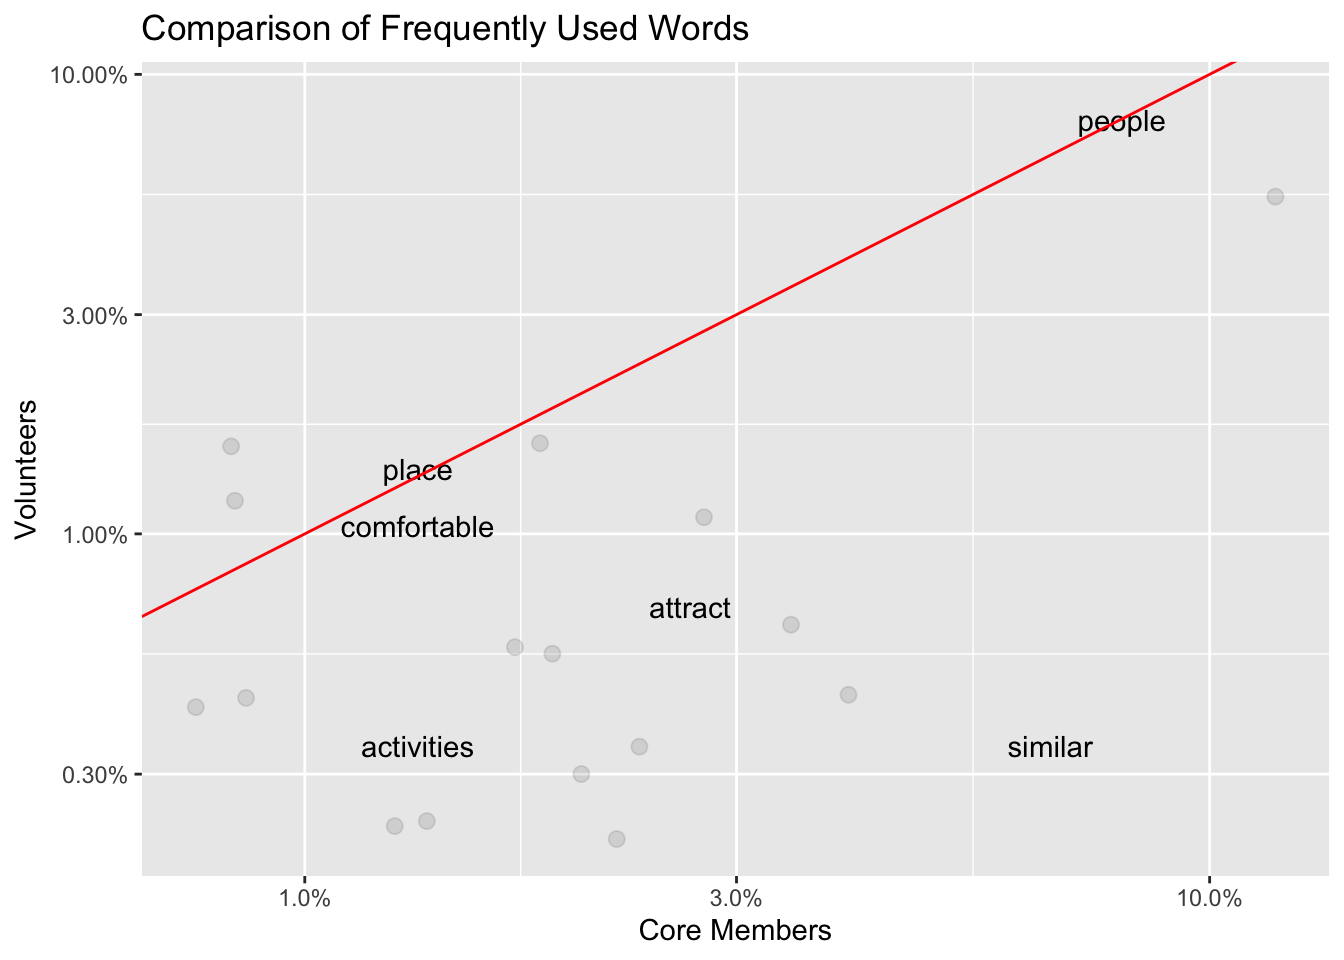 Comparison of Frequently Used Words
10.00%
people
3.00%
Volunteers
place
comfortable
1.00%
attract
activities
similar
0.30%
1.0%
3.0%
10.0%
Core Members